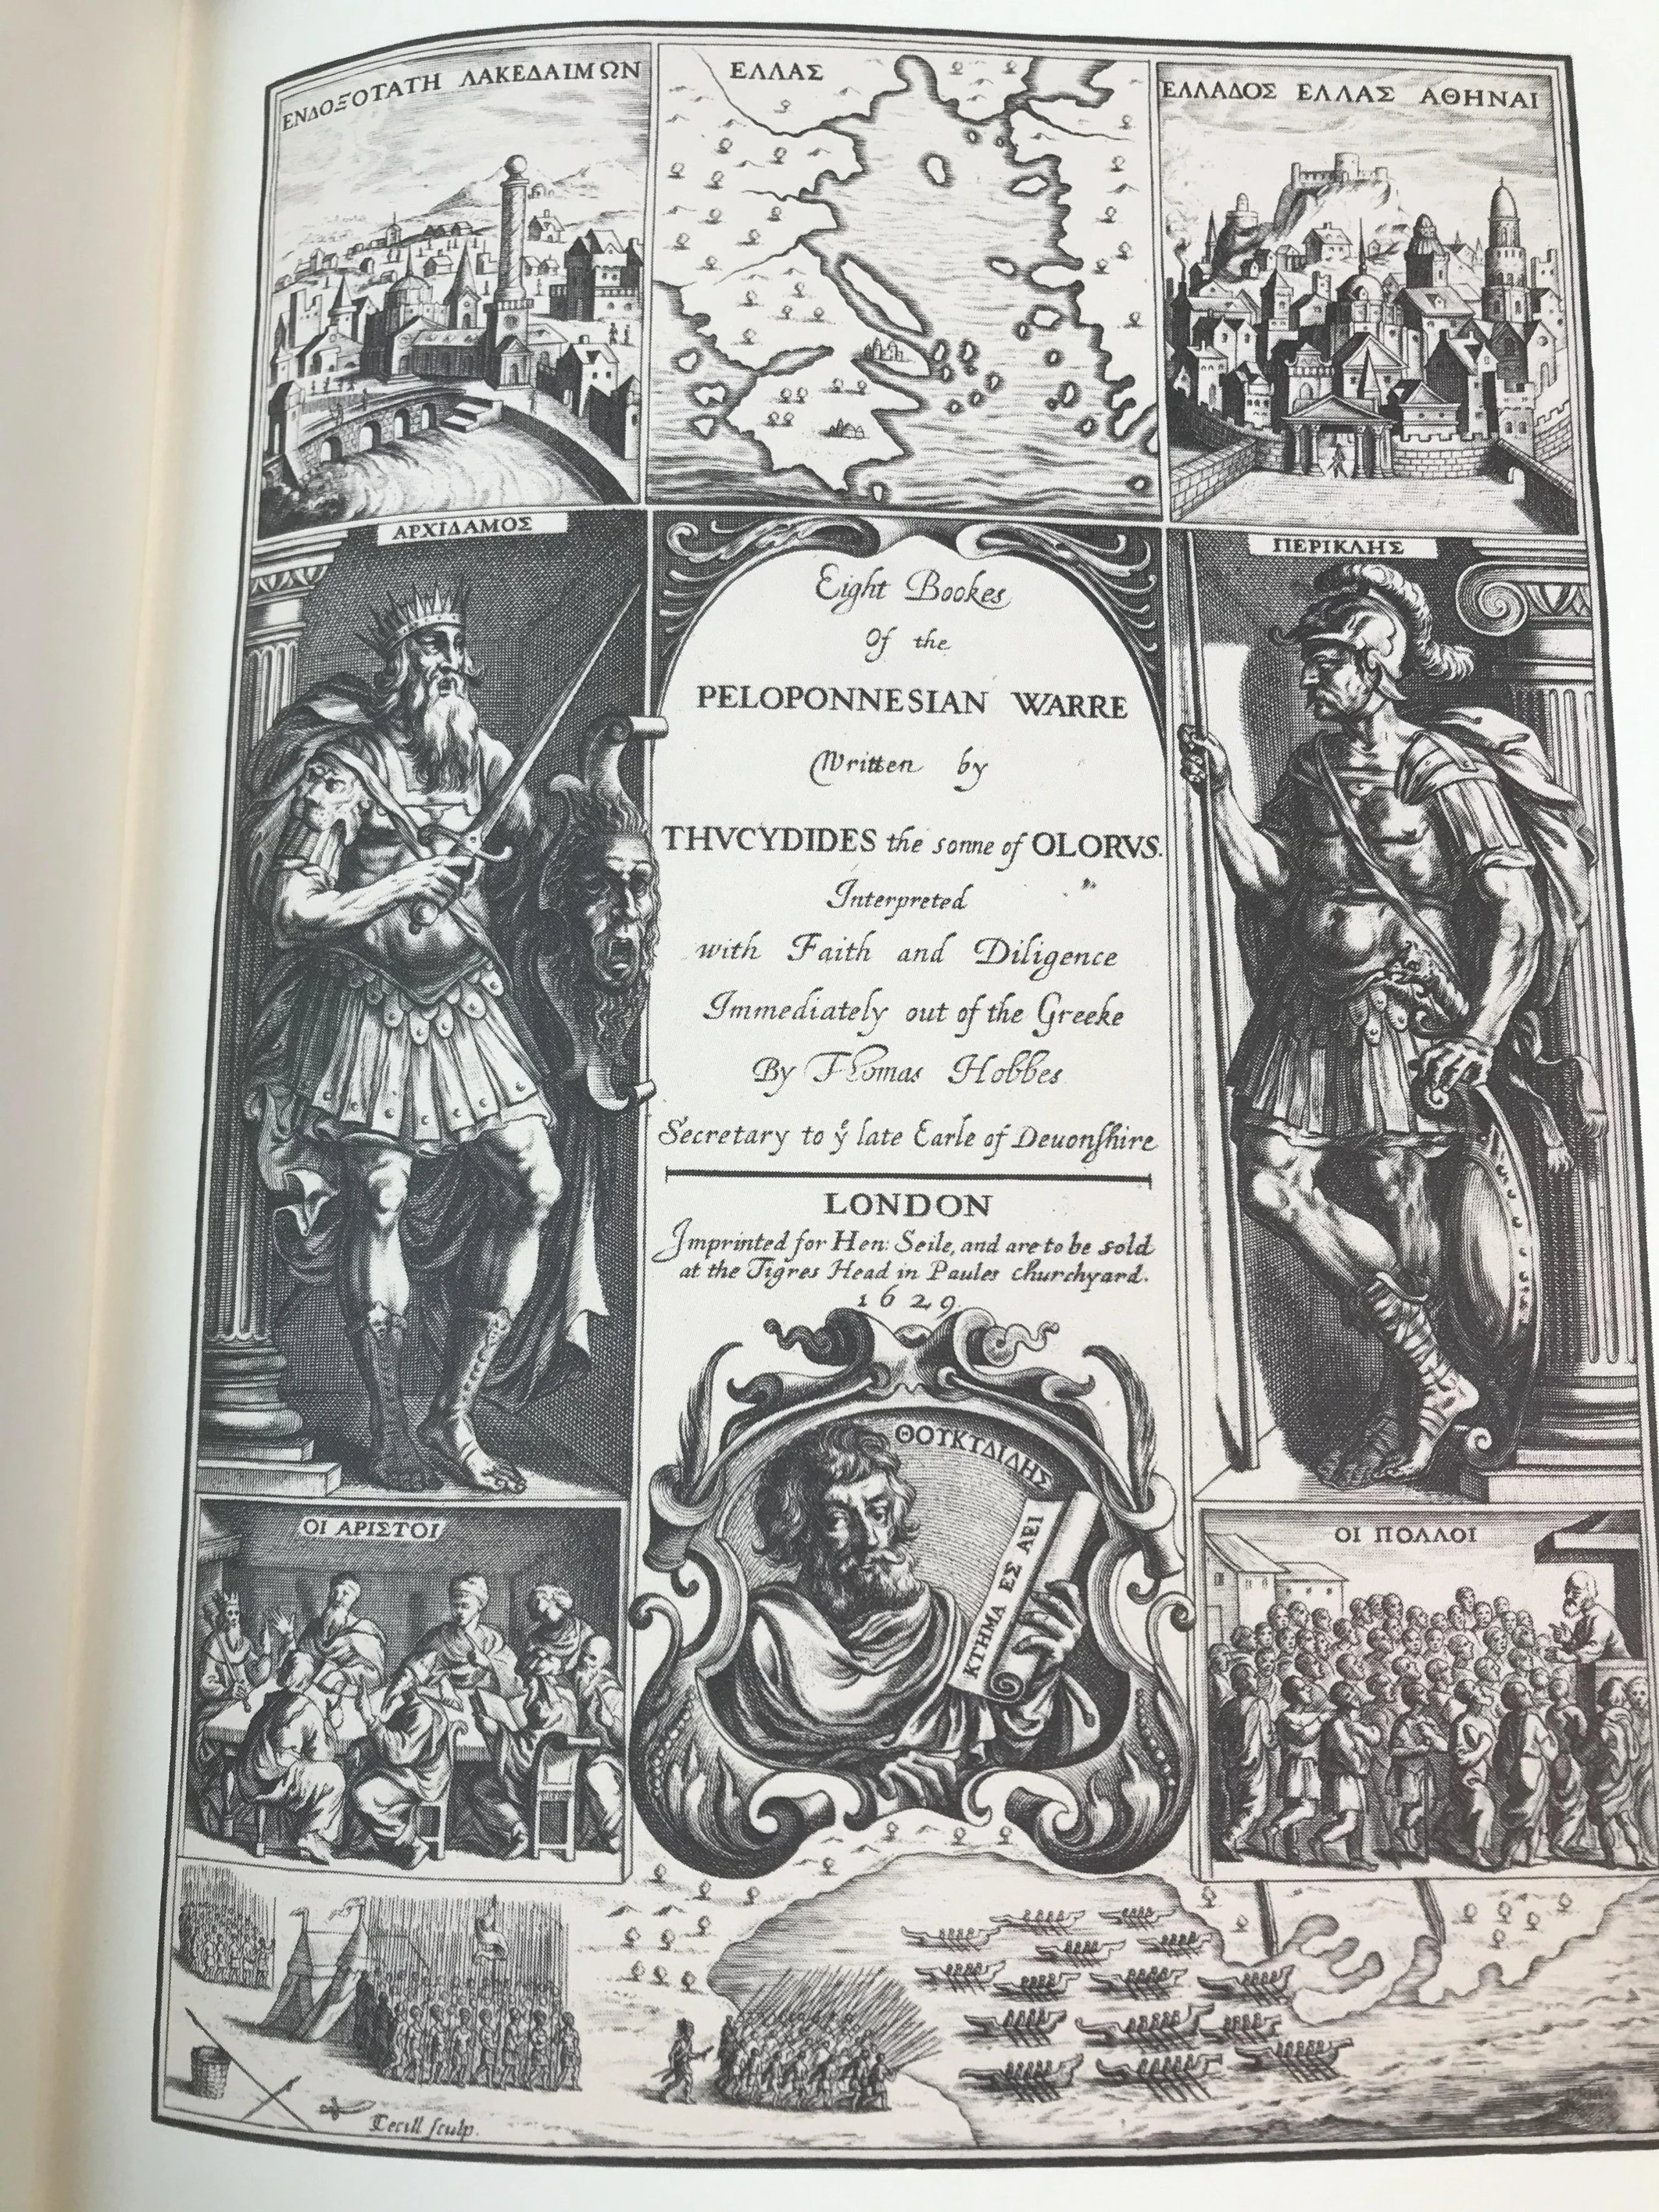 ΕΝΔΟΞΟΤΑΤΗ ΛΑΚΕΔΑΙΜΩΝ
ΕΛΛΑΣ
ΕΛΛΑΔΟΣ ΕΛΛΑΣ ΑΘΗΝΑΙ
ΑΡΧΙΔΑΜΟΣ
ΠΕΡΙΚΛΗΣ
Eight Bookes
Of the
PELOPONNESIAN WARRE
Written by
THVCYDIDES the sonne of OLORVS.
Interpreted
with Faith and Diligence
Immediately out of the Greeke
By Thomas Hobbes
Secretary to ẏ late Earle of Deuonshire
LONDON
Imprinted for Hen: Seile, and are to be sold
at the Tigres Head in Paules churchyard.
1629.
ΘΟΥΚΥΔΙΔΗΣ
ΚΤΗΜΑ ΕΣ ΑΕΙ
ΟΙ ΑΡΙΣΤΟΙ
ΟΙ ΠΟΛΛΟΙ
Cecill sculp.